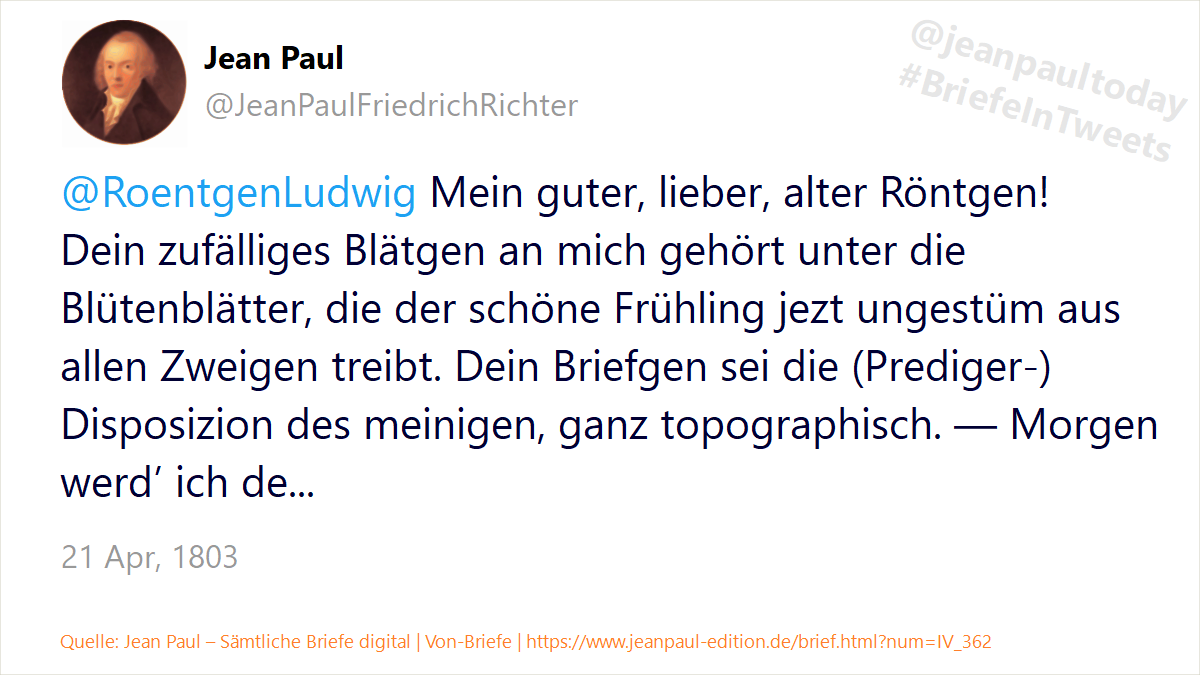 Jean Paul
@JeanPaulFriedrichRichter
@jeanpaultoday
#BriefeInTweets
@RoentgenLudwig Mein guter, lieber, alter Röntgen!
Dein zufälliges Blätgen an mich gehört unter die
Blütenblätter, die der schöne Frühling jezt ungestüm aus
allen Zweigen treibt. Dein Briefgen sei die (Prediger-)
Disposizion des meinigen, ganz topographisch. — Morgen
werd’ ich de...
21 Apr, 1803
Quelle: Jean Paul – Sämtliche Briefe digital | Von-Briefe | https://www.jeanpaul-edition.de/brief.html?num=IV_362